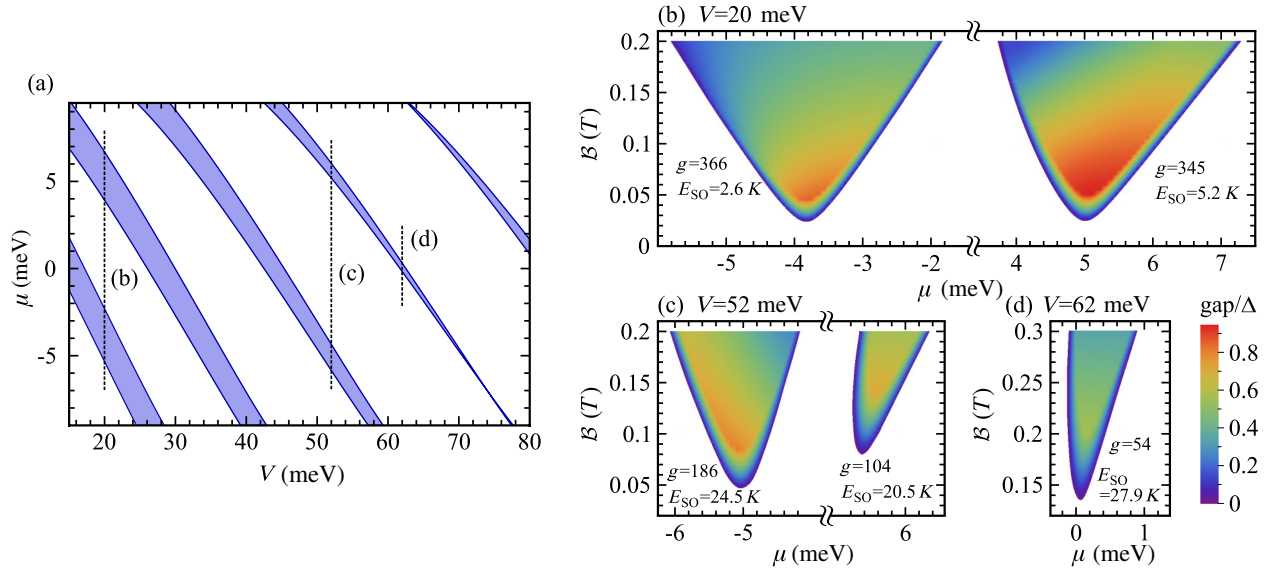 (a)
μ (meV)
5
0
-5
(b)
(c)
(d)
20 30 40 50 60 70 80
V (meV)
(b) V=20 meV
B (T)
0.2
0.15
0.1
0.05
0
g=366
E_SO=2.6 K
g=345
E_SO=5.2 K
-5 -4 -3 -2 4 5 6 7
μ (meV)
(c) V=52 meV
B (T)
0.2
0.15
0.1
0.05
g=186
E_SO=24.5 K
g=104
E_SO=20.5 K
-6 -5 6
μ (meV)
(d) V=62 meV
B (T)
0.3
0.25
0.2
0.15
g=54
E_SO
=27.9 K
0 1
μ (meV)
gap/Δ
0.8
0.6
0.4
0.2
0